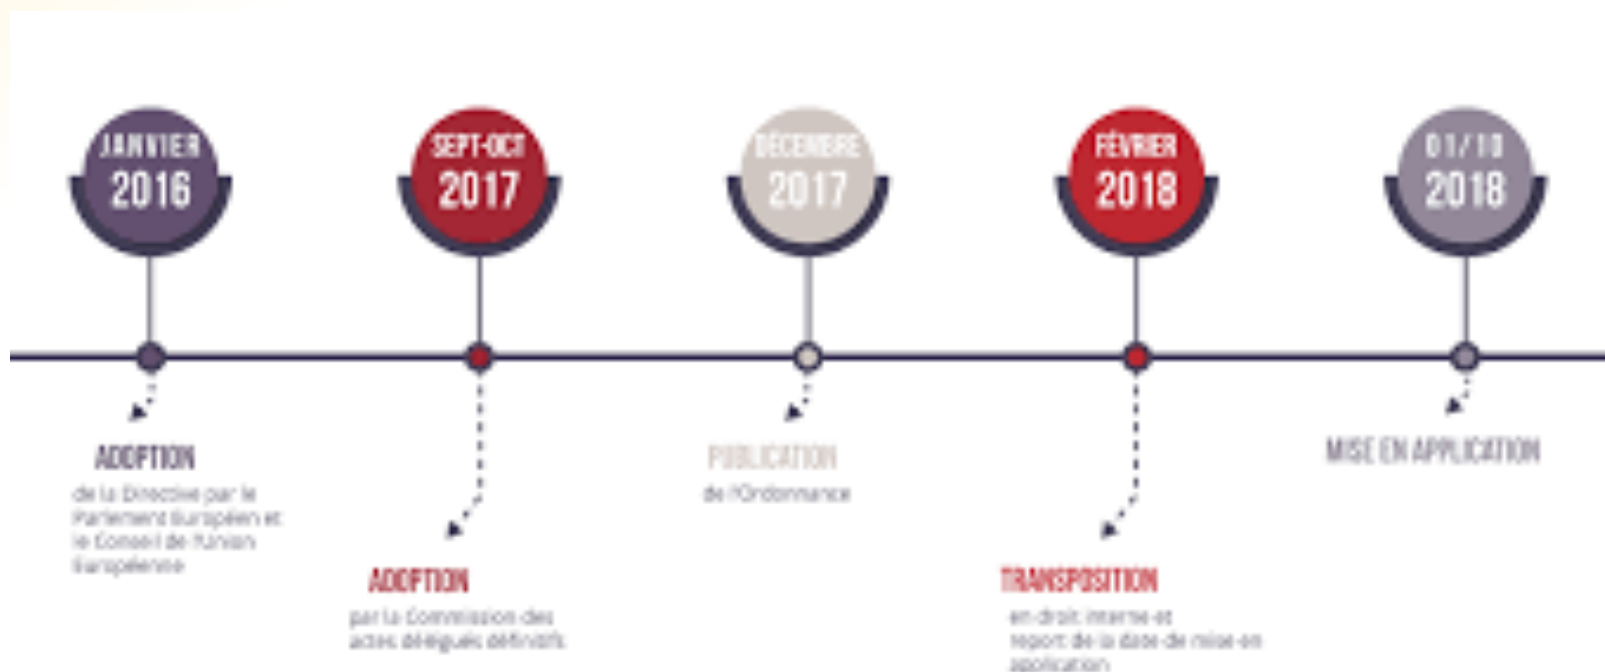 JANVIER
2016
SEPT-OCT
2017
DÉCEMBRE
2017
FÉVRIER
2018
01/10
2018
ADOPTION
de la Directive par le
Parlement Européen et
le Conseil de l'Union
Européenne
ADOPTION
par la Commission des
actes délégués définitifs
PUBLICATION
de l'Ordonnance
TRANSPOSITION
en droit interne et
report de la date de mise en
application
MISE EN APPLICATION